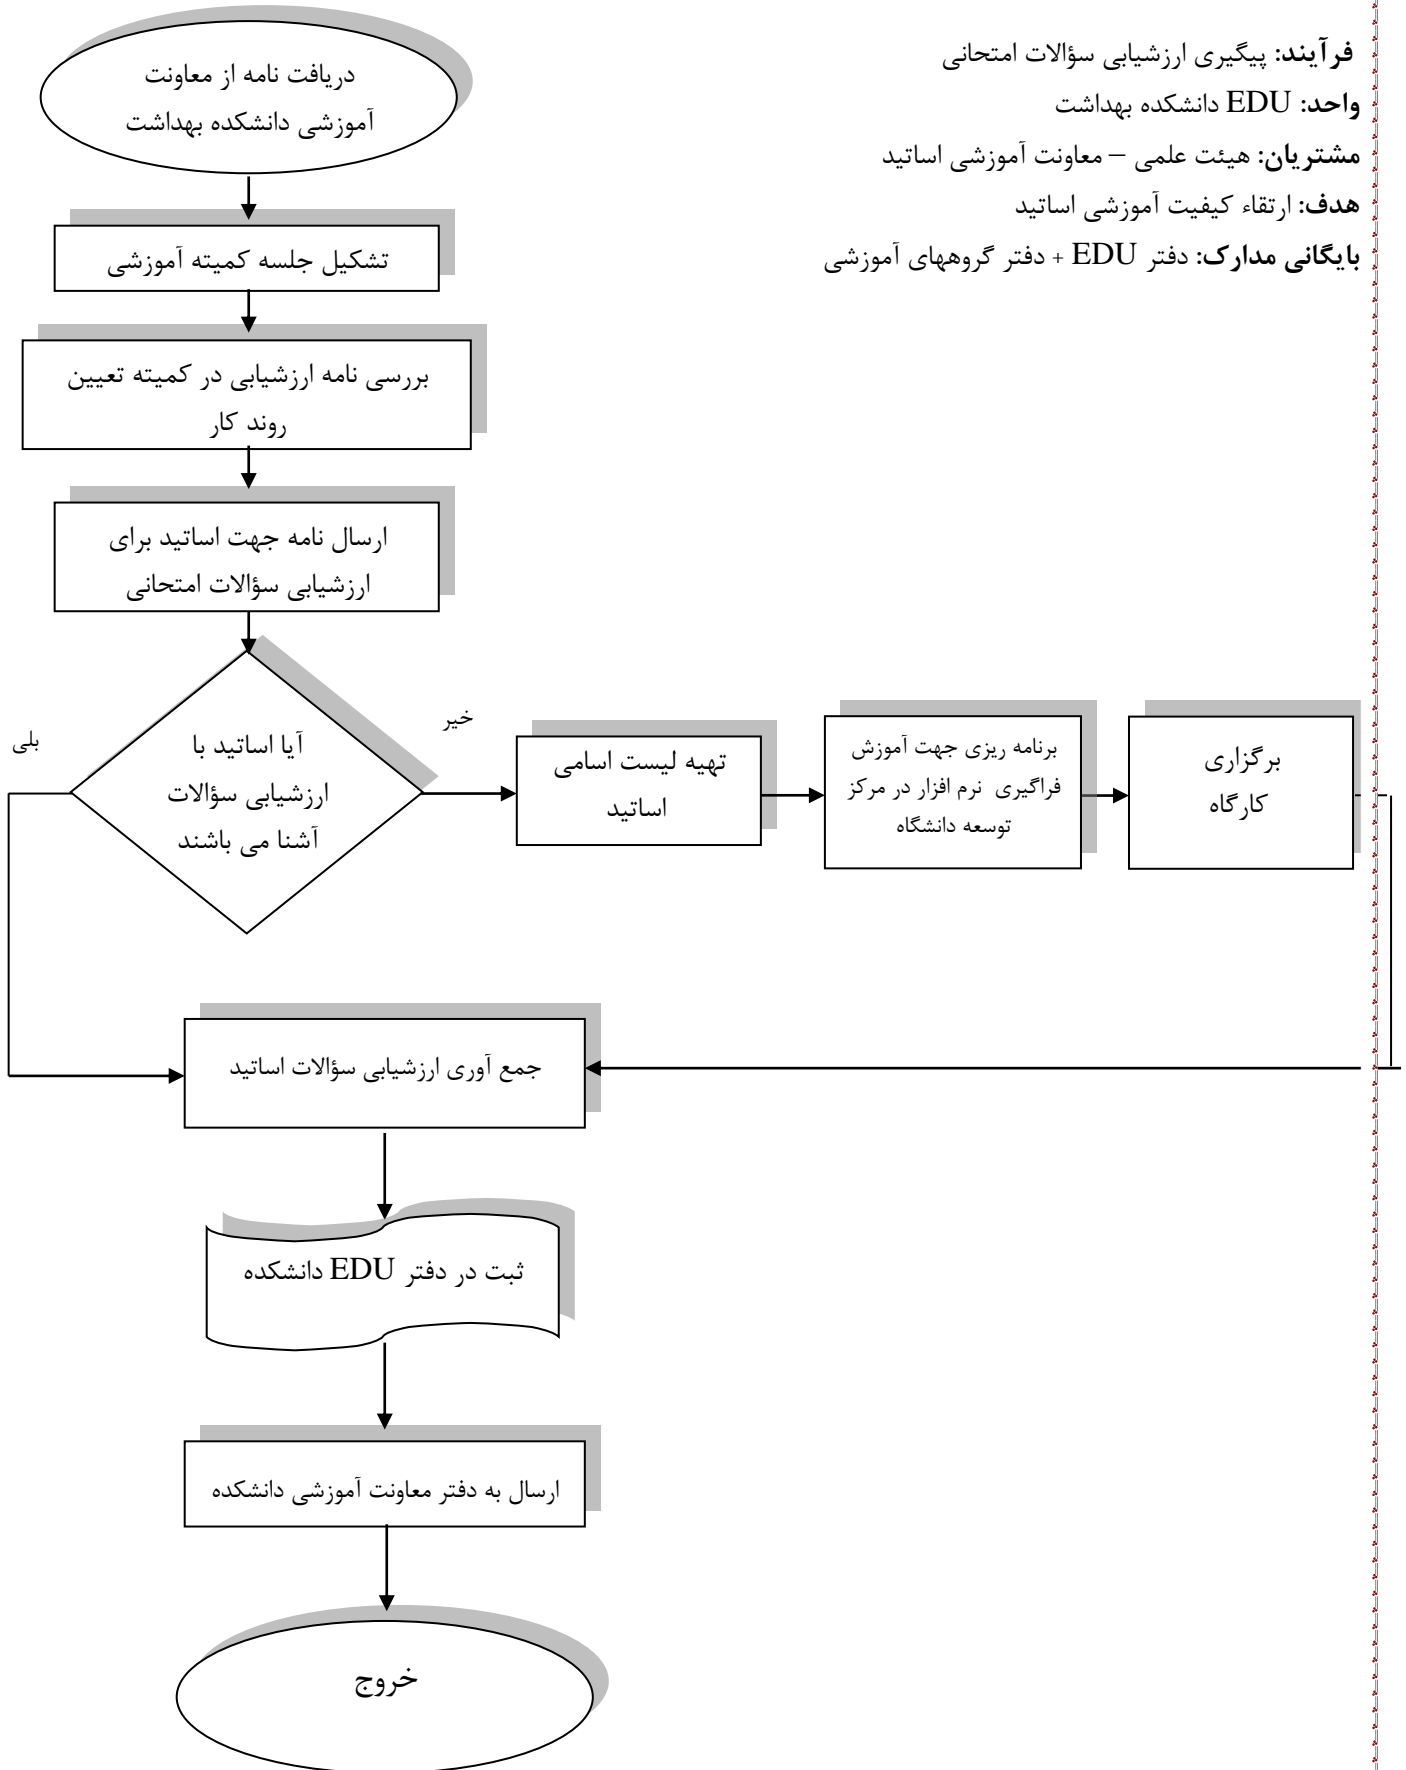 فرآیند: پیگیری ارزشیابی سؤالات امتحانی
واحد: EDU دانشکده بهداشت
مشتریان: هیئت علمی – معاونت آموزشی اساتید
هدف: ارتقاء کیفیت آموزشی اساتید
بایگانی مدارک: دفتر EDU + دفتر گروههای آموزشی
دریافت نامه از معاونت
آموزشی دانشکده بهداشت
تشکیل جلسه کمیته آموزشی
بررسی نامه ارزشیابی در کمیته تعیین
روند کار
ارسال نامه جهت اساتید برای
ارزشیابی سؤالات امتحانی
آیا اساتید با
ارزشیابی سؤالات
آشنا می باشند
بلی
خیر
تهیه لیست اسامی
اساتید
برنامه ریزی جهت آموزش
فراگیری نرم افزار در مرکز
توسعه دانشگاه
برگزاری
کارگاه
جمع آوری ارزشیابی سؤالات اساتید
ثبت در دفتر EDU دانشکده
ارسال به دفتر معاونت آموزشی دانشکده
خروج